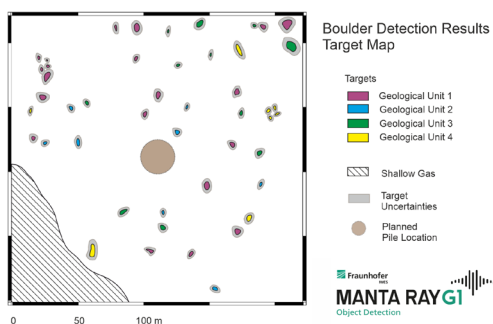 Boulder Detection Results
Target Map
Targets
Geological Unit 1
Geological Unit 2
Geological Unit 3
Geological Unit 4
Shallow Gas
Target
Uncertainties
Planned
Pile Location
0 50 100 m
Fraunhofer
IWES
MANTA RAY G1
Object Detection